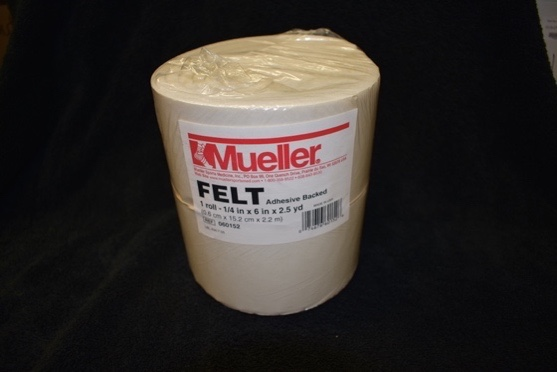 Mueller®
FELT Adhesive Backed
1 roll - 1/4 in x 6 in x 2.5 yd
(0.6 cm x 15.2 cm x 2.2 m)
REF 060152